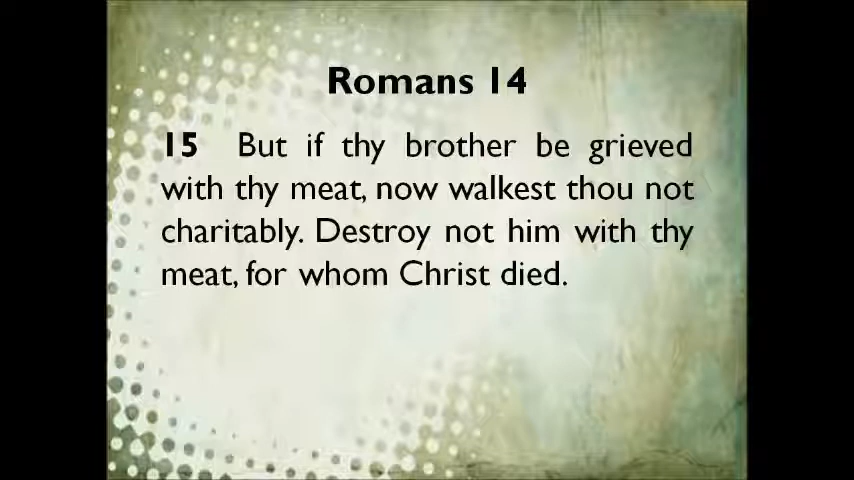 Romans 14
15 But if thy brother be grieved
with thy meat, now walkest thou not
charitably. Destroy not him with thy
meat, for whom Christ died.